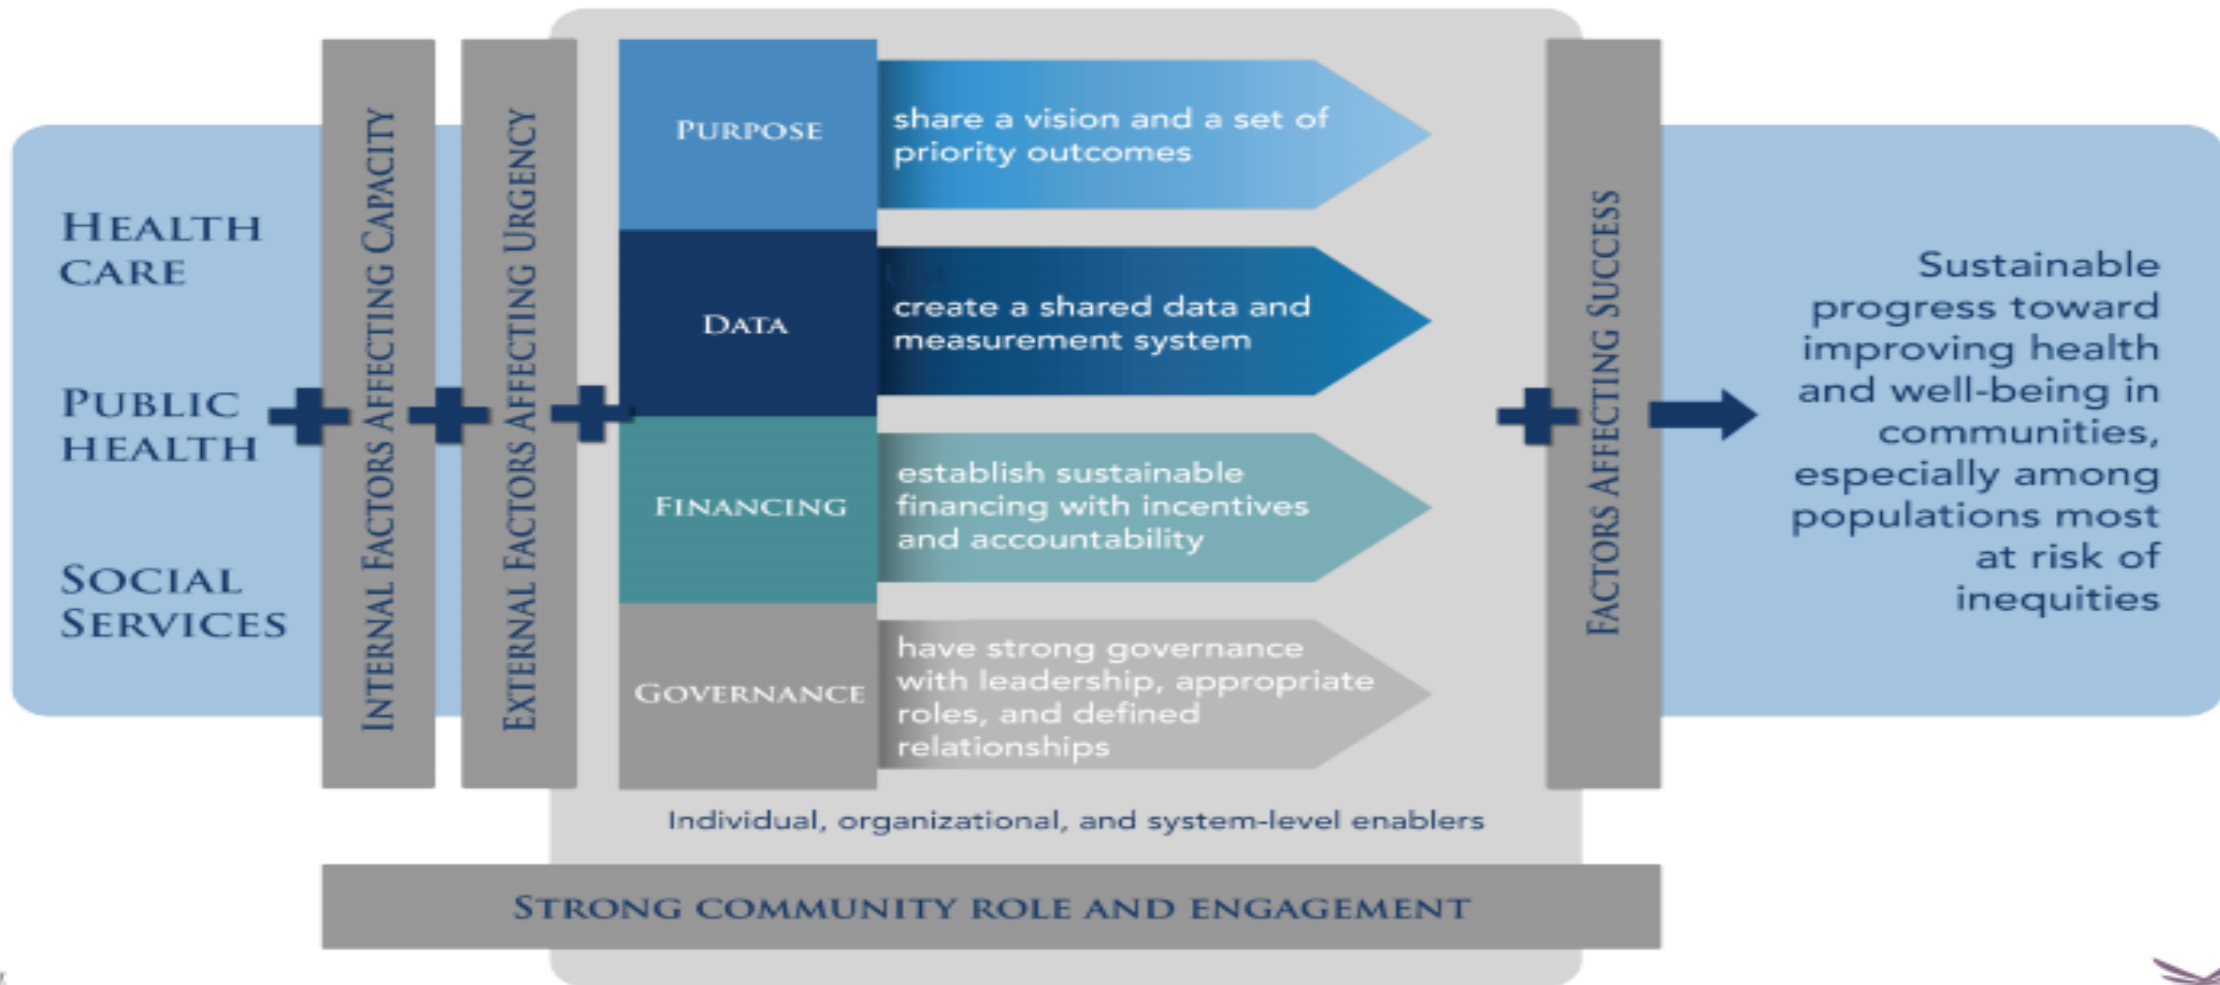 HEALTH
CARE
PUBLIC
HEALTH
SOCIAL
SERVICES
INTERNAL FACTORS AFFECTING CAPACITY
EXTERNAL FACTORS AFFECTING URGENCY
PURPOSE
share a vision and a set of
priority outcomes
DATA
create a shared data and
measurement system
FINANCING
establish sustainable
financing with incentives
and accountability
GOVERNANCE
have strong governance
with leadership, appropriate
roles, and defined
relationships
Individual, organizational, and system-level enablers
STRONG COMMUNITY ROLE AND ENGAGEMENT
FACTORS AFFECTING SUCCESS
Sustainable
progress toward
improving health
and well-being in
communities,
especially among
populations most
at risk of
inequities